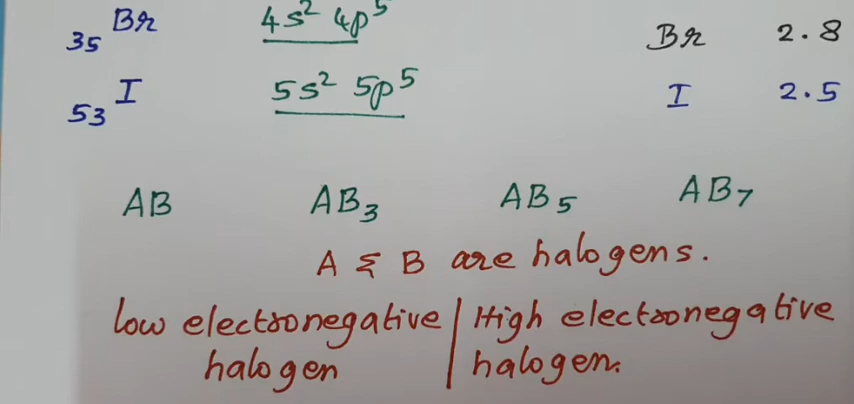 35 Br 4s² 4p⁵ Br 2.8
53 I 5s² 5p⁵ I 2.5
AB AB₃ AB₅ AB₇
A & B are halogens.
low electronegative / High electronegative
halogen / halogen.